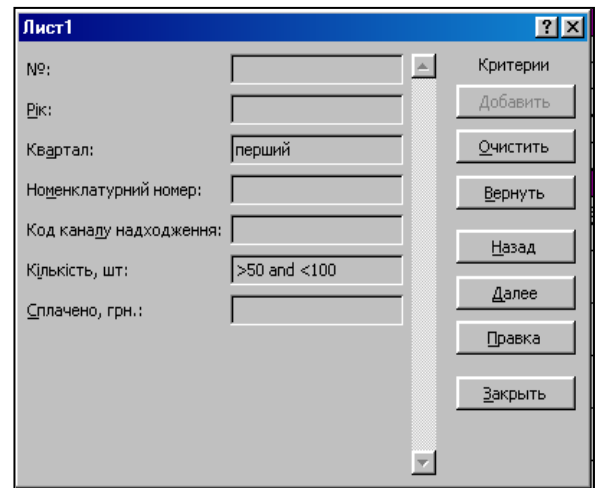 Лист1
№:
Рік:
Квартал: перший
Номенклатурний номер:
Код каналу надходження:
Кількість, шт: >50 and <100
Сплачено, грн.:
Критерии
Добавить
Очистить
Вернуть
Назад
Далее
Правка
Закрыть